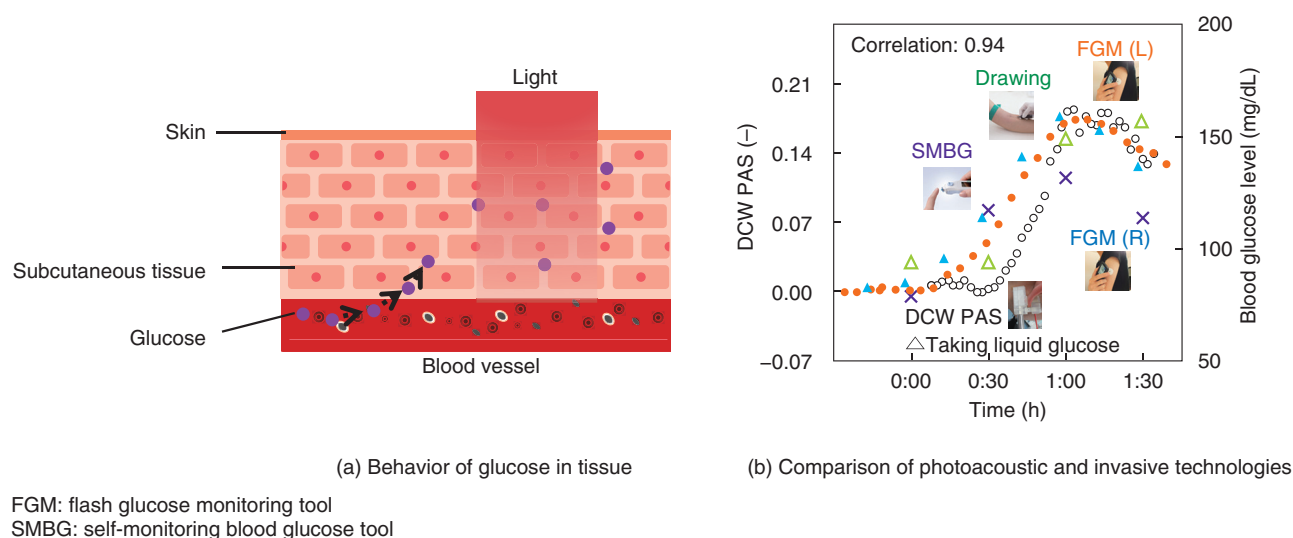 Light
Skin
Subcutaneous tissue
Glucose
Blood vessel
(a) Behavior of glucose in tissue
FGM: flash glucose monitoring tool
SMBG: self-monitoring blood glucose tool
Correlation: 0.94
FGM (L)
Drawing
SMBG
FGM (R)
DCW PAS
△Taking liquid glucose
DCW PAS (–)
0.21
0.14
0.07
0.00
–0.07
200
150
100
50
Blood glucose level (mg/dL)
0:00 0:30 1:00 1:30
Time (h)
(b) Comparison of photoacoustic and invasive technologies